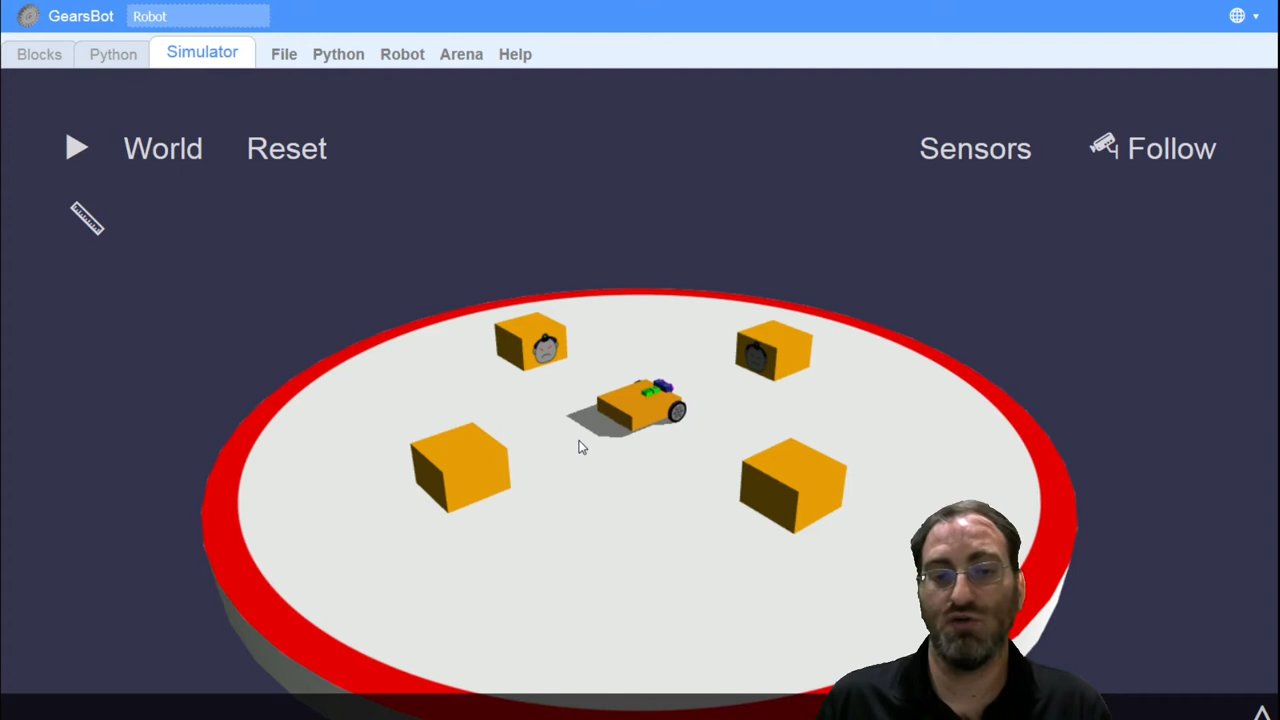 GearsBot Robot
Blocks Python Simulator File Python Robot Arena Help
World Reset Sensors Follow